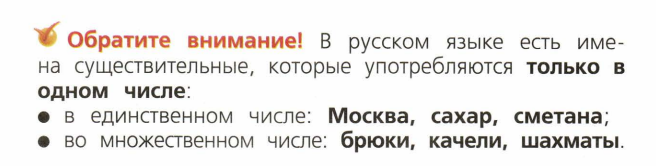 Обратите внимание! В русском языке есть име-
на существительные, которые употребляются только в
одном числе:
● в единственном числе: Москва, сахар, сметана;
● во множественном числе: брюки, качели, шахматы.